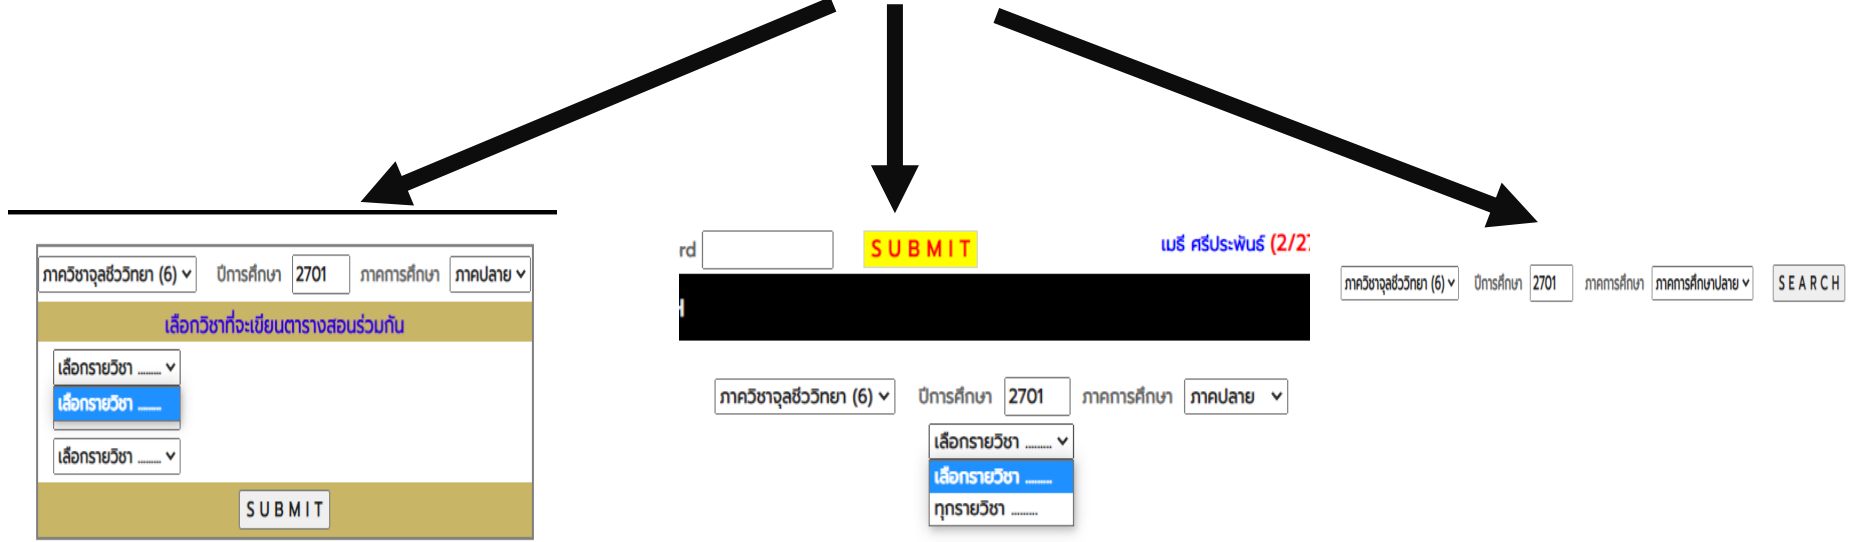 ภาควิชาจุลชีววิทยา (6) ปีการศึกษา 2701 ภาคการศึกษา ภาคปลาย
เลือกวิชาที่จะเขียนตารางสอนร่วมกัน
เลือกรายวิชา ........
เลือกรายวิชา ........
เลือกรายวิชา ........
SUBMIT
rd SUBMIT เมธี ศรีประพันธ์ (2/27
H
ภาควิชาจุลชีววิทยา (6) ปีการศึกษา 2701 ภาคการศึกษา ภาคปลาย
เลือกรายวิชา .........
เลือกรายวิชา .........
ทุกรายวิชา .........
ภาควิชาจุลชีววิทยา (6) ปีการศึกษา 2701 ภาคการศึกษา ภาคการศึกษาปลาย SEARCH